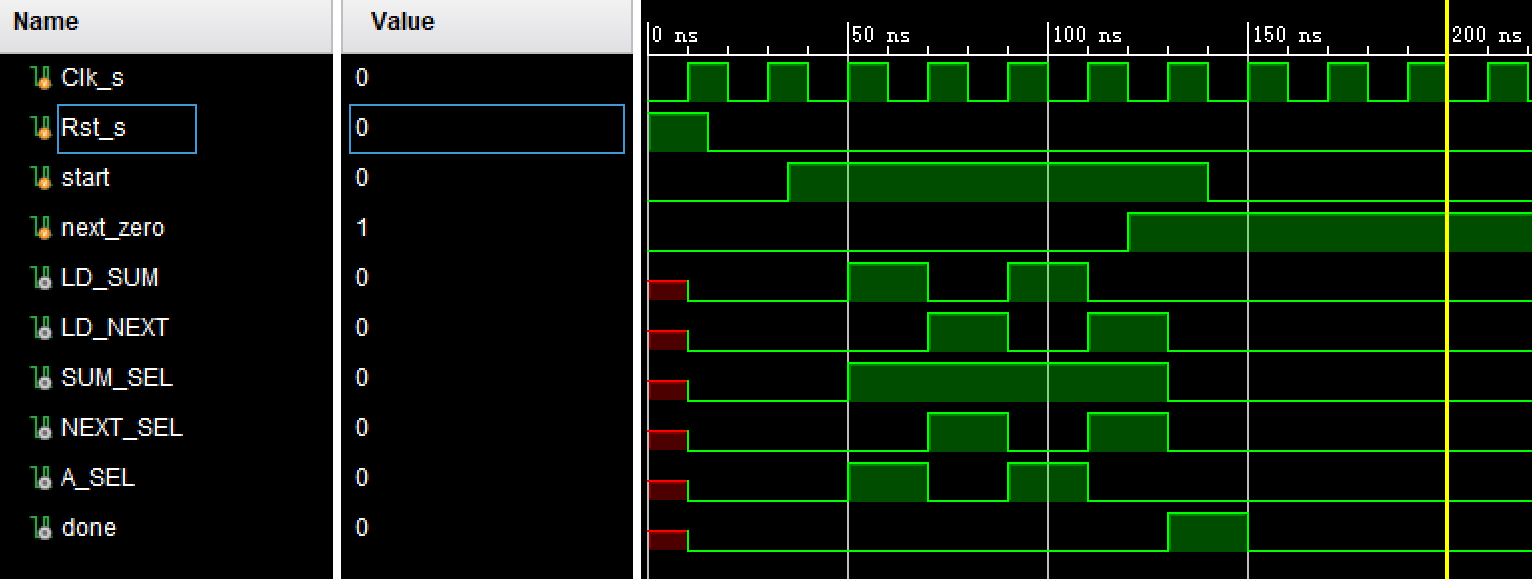 Name Value
0 ns 50 ns 100 ns 150 ns 200 ns
Clk_s 0
Rst_s 0
start 0
next_zero 1
LD_SUM 0
LD_NEXT 0
SUM_SEL 0
NEXT_SEL 0
A_SEL 0
done 0